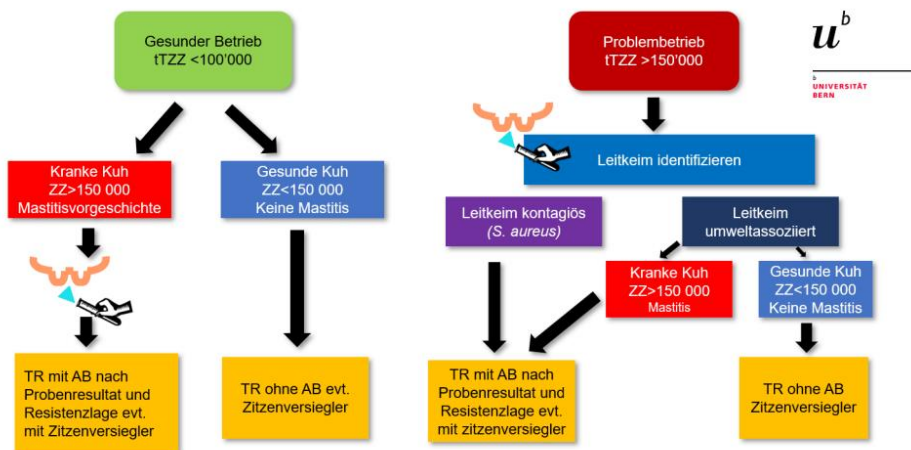 Gesunder Betrieb
tTZZ <100'000
Problembetrieb
tTZZ >150'000
u^b
b
UNIVERSITÄT
BERN
Leitkeim identifizieren
Kranke Kuh
ZZ>150 000
Mastitisvorgeschichte
Gesunde Kuh
ZZ<150 000
Keine Mastitis
Leitkeim kontagiös
(S. aureus)
Leitkeim
umweltassoziiert
Kranke Kuh
ZZ>150 000
Mastitis
Gesunde Kuh
ZZ<150 000
Keine Mastitis
TR mit AB nach
Probenresultat und
Resistenzlage evt.
mit Zitzenversiegler
TR ohne AB evt.
Zitzenversiegler
TR mit AB nach
Probenresultat und
Resistenzlage evt.
mit zitzenversiegler
TR ohne AB
Zitzenversiegler